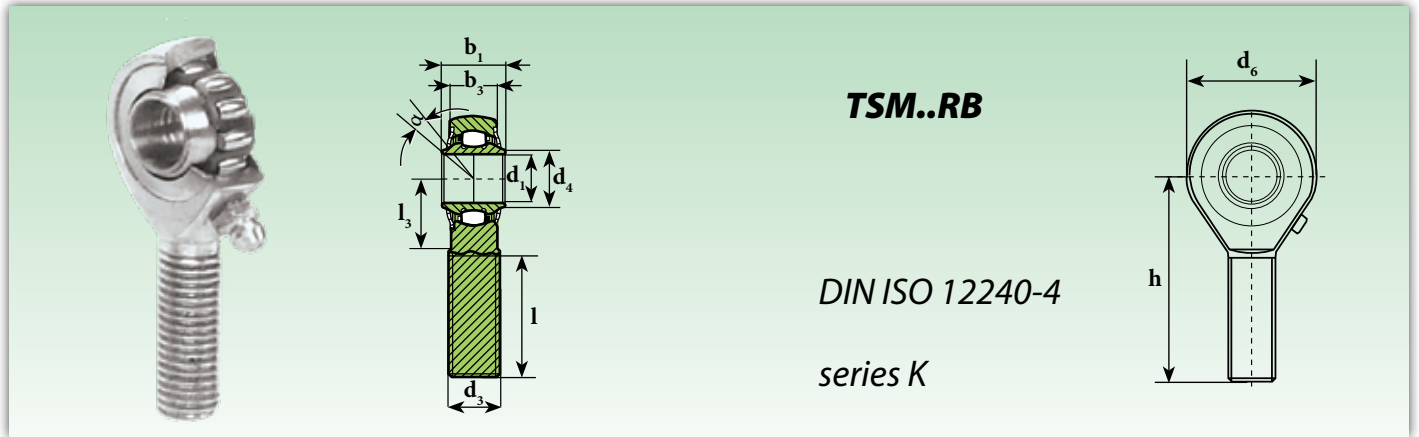 b₁
b₃
α
d₁
d₄
l₃
l
d₃
TSM..RB
DIN ISO 12240-4
series K
d₆
h